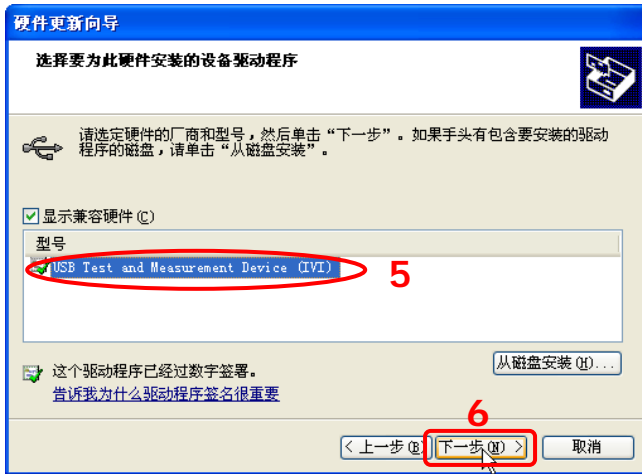 硬件更新向导
选择要为此硬件安装的设备驱动程序
请选定硬件的厂商和型号，然后单击“下一步”。如果手头有包含要安装的驱动
程序的磁盘，请单击“从磁盘安装”。
显示兼容硬件(C)
型号
USB Test and Measurement Device (IVI)
5
这个驱动程序已经过数字签署。
从磁盘安装(H)...
告诉我为什么驱动程序签名很重要
6
< 上一步(B) 下一步(N) > 取消